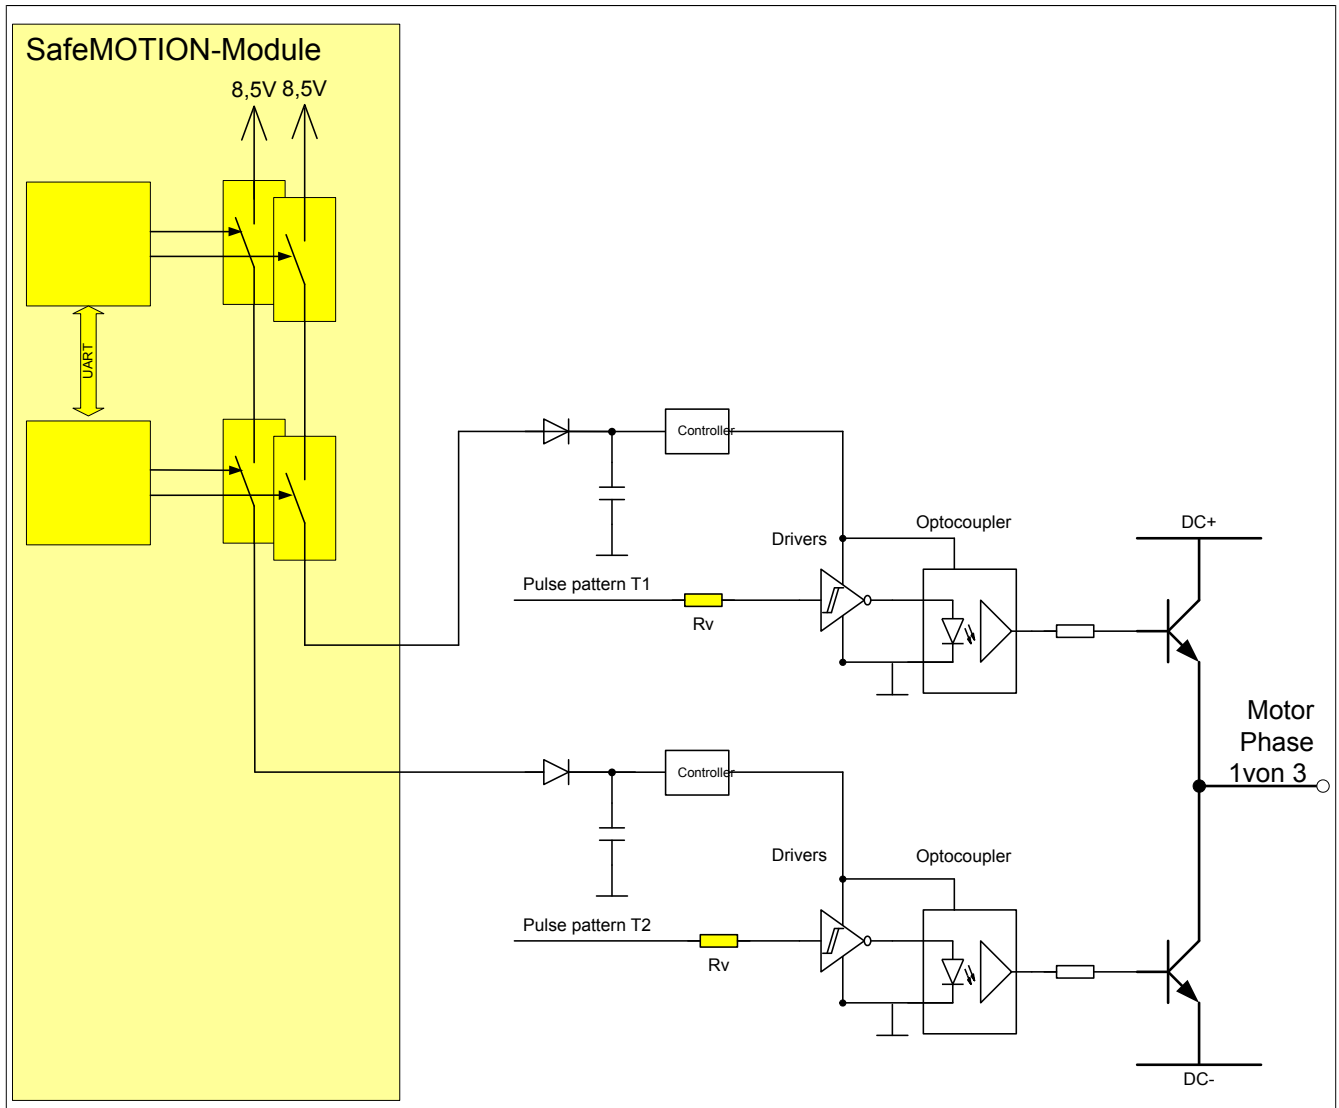 SafeMOTION-Module
8,5V 8,5V
UART
Controller
Drivers
Optocoupler
DC+
Pulse pattern T1
Rv
Motor
Phase
1von 3
Controller
Drivers
Optocoupler
Pulse pattern T2
Rv
DC-